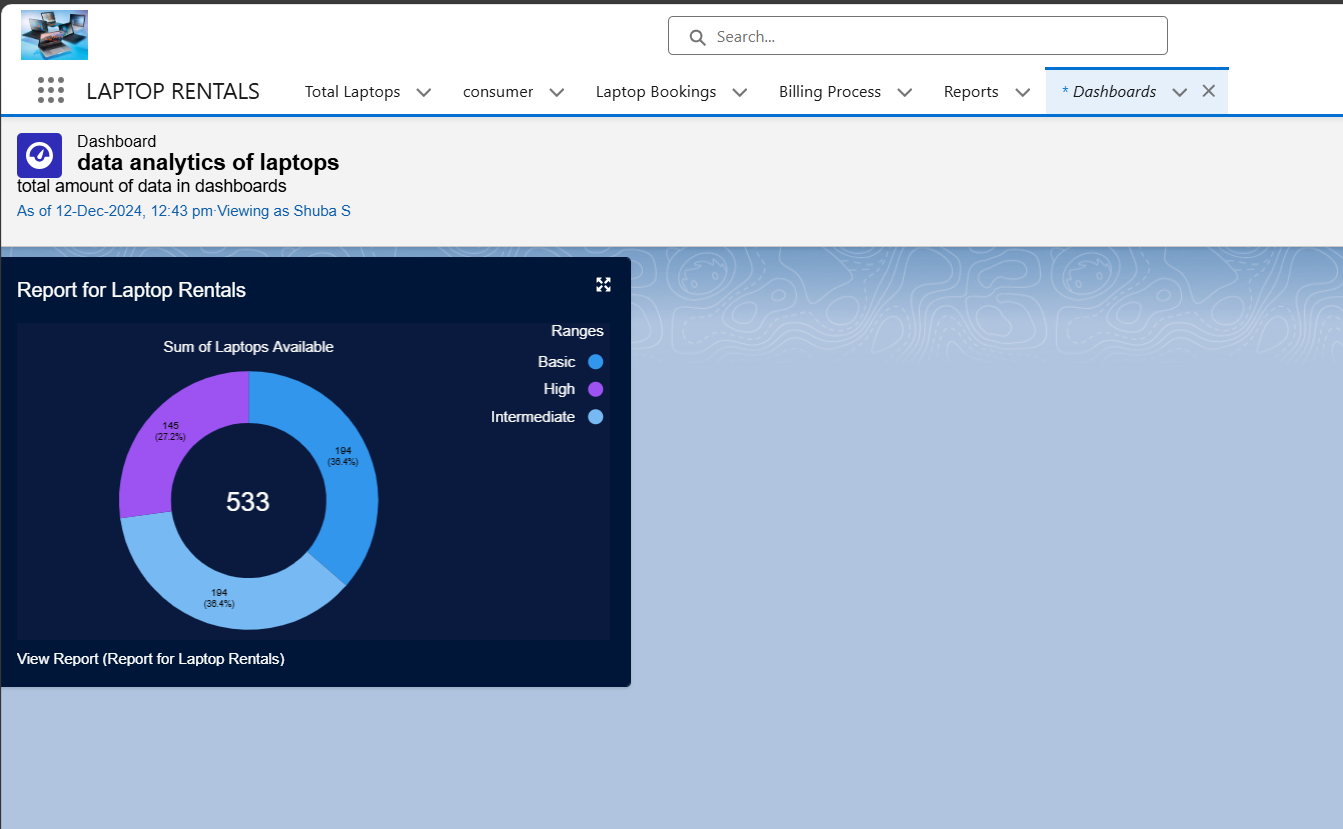 Search...
LAPTOP RENTALS Total Laptops consumer Laptop Bookings Billing Process Reports * Dashboards
Dashboard
data analytics of laptops
total amount of data in dashboards
As of 12-Dec-2024, 12:43 pm·Viewing as Shuba S
Report for Laptop Rentals
Ranges
Sum of Laptops Available
Basic
High
Intermediate
145
(27.2%)
194
(36.4%)
533
194
(36.4%)
View Report (Report for Laptop Rentals)